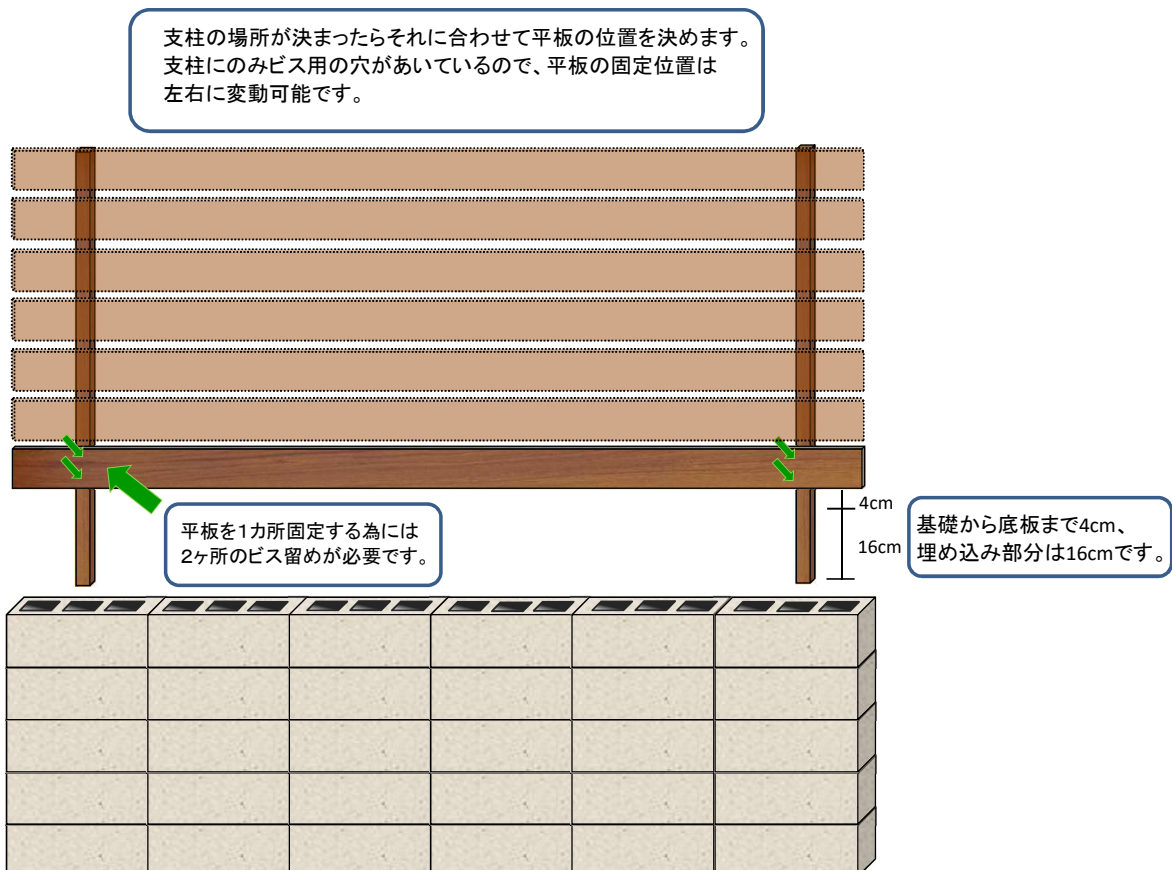 支柱の場所が決まったらそれに合わせて平板の位置を決めます。
支柱にのみビス用の穴があいているので、平板の固定位置は
左右に変動可能です。
平板を1カ所固定する為には
2ヶ所のビス留めが必要です。
4cm
16cm
基礎から底板まで4cm、
埋め込み部分は16cmです。